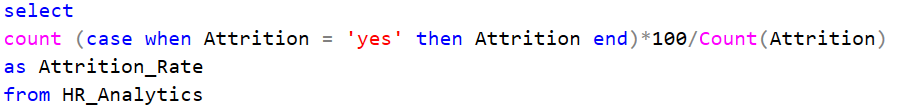 select
count (case when Attrition = 'yes' then Attrition end)*100/Count(Attrition)
as Attrition_Rate
from HR_Analytics